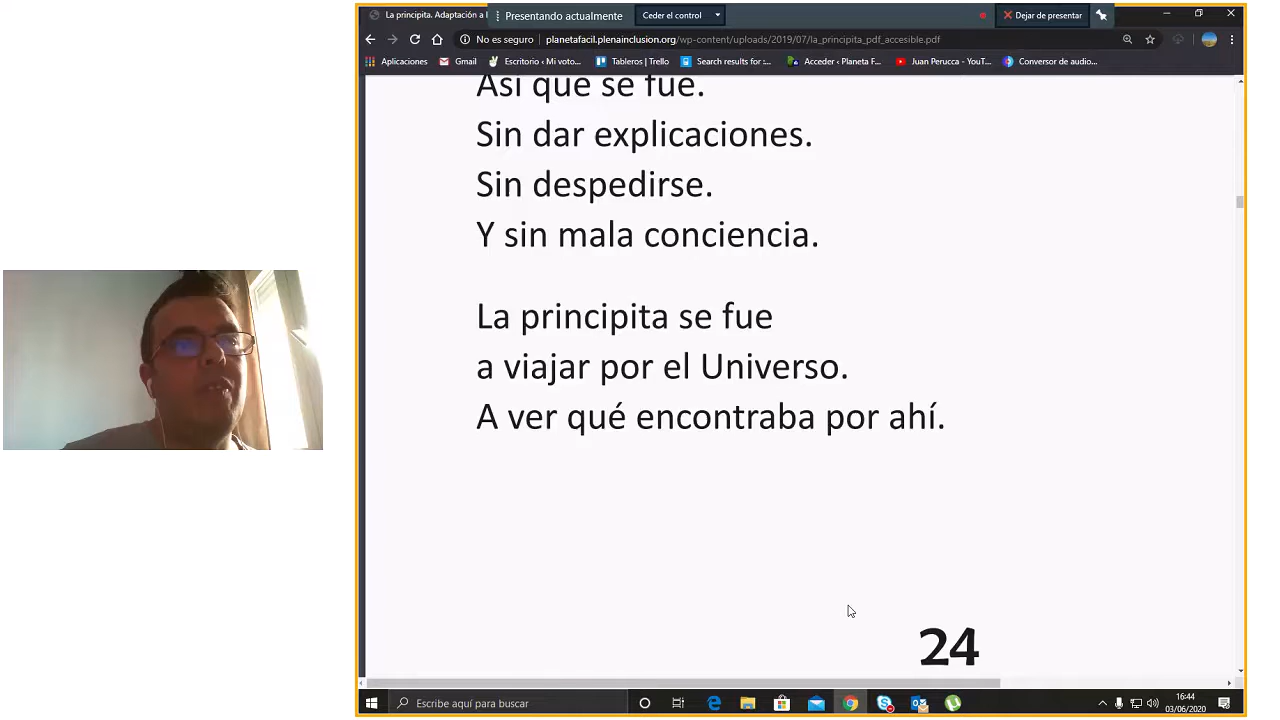 La principita. Adaptación a l
Presentando actualmente
Ceder el control
Dejar de presentar
No es seguro
planetafacil.plenainclusion.org/wp-content/uploads/2019/07/la_principita_pdf_accesible.pdf
Aplicaciones
Gmail
Escritorio ‹ Mi voto...
Tableros | Trello
Search results for :...
Acceder ‹ Planeta F...
Juan Perucca - YouT...
Conversor de audio...
Así que se fue.
Sin dar explicaciones.
Sin despedirse.
Y sin mala conciencia.
La principita se fue
a viajar por el Universo.
A ver qué encontraba por ahí.
24
Escribe aquí para buscar
16:44
03/06/2020